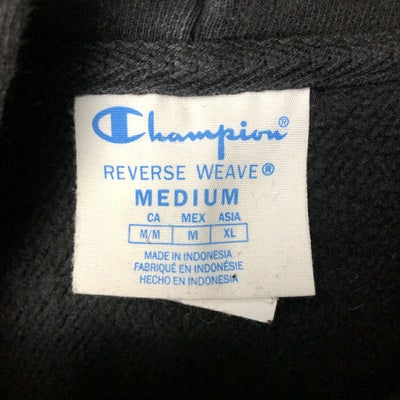 Champion®
REVERSE WEAVE®
MEDIUM
CA MEX ASIA
M/M M XL
MADE IN INDONESIA
FABRIQUÉ EN INDONÉSIE
HECHO EN INDONESIA